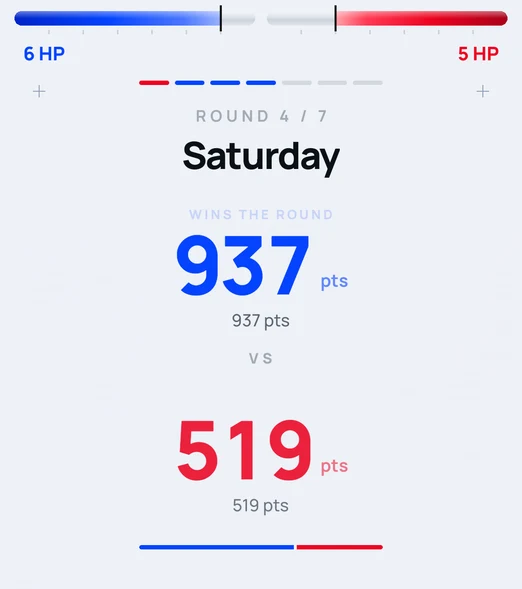 6 HP
5 HP
ROUND 4 / 7
Saturday
WINS THE ROUND
937 pts
937 pts
VS
519 pts
519 pts